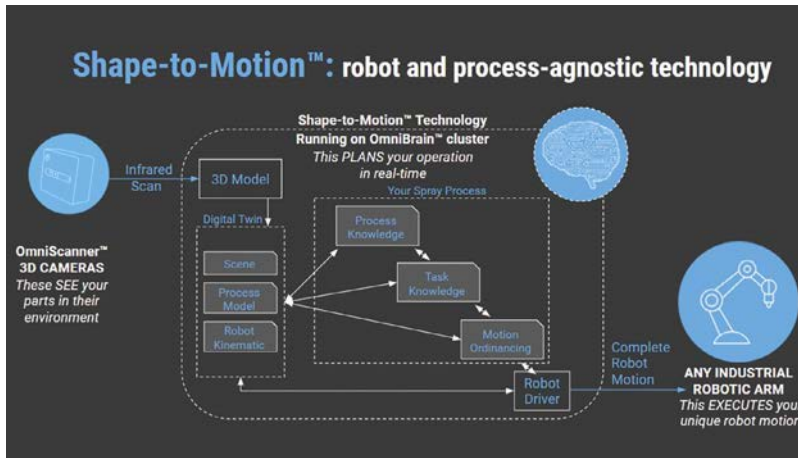 Shape-to-Motion™: robot and process-agnostic technology
Shape-to-Motion™ Technology
Running on OmniBrain™ cluster
This PLANS your operation
in real-time
Infrared
Scan
3D Model
OmniScanner™
3D CAMERAS
These SEE your
parts in their
environment
Digital Twin
Scene
Process
Model
Robot
Kinematic
Your Spray Process
Process
Knowledge
Task
Knowledge
Motion
Ordinancing
Robot
Driver
Complete
Robot
Motion
ANY INDUSTRIAL
ROBOTIC ARM
This EXECUTES you
unique robot motion